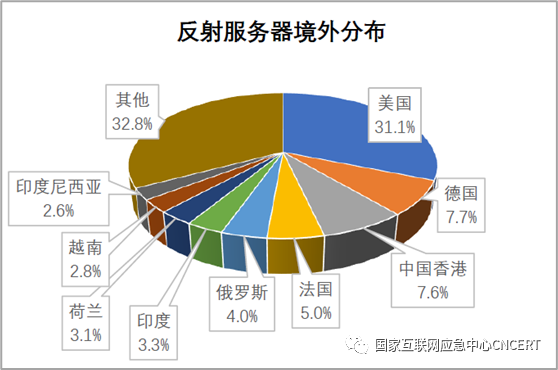 反射服务器境外分布
美国
31.1%
德国
7.7%
中国香港
7.6%
法国
5.0%
俄罗斯
4.0%
印度
3.3%
荷兰
3.1%
越南
2.8%
印度尼西亚
2.6%
其他
32.8%
国家互联网应急中心CNCERT